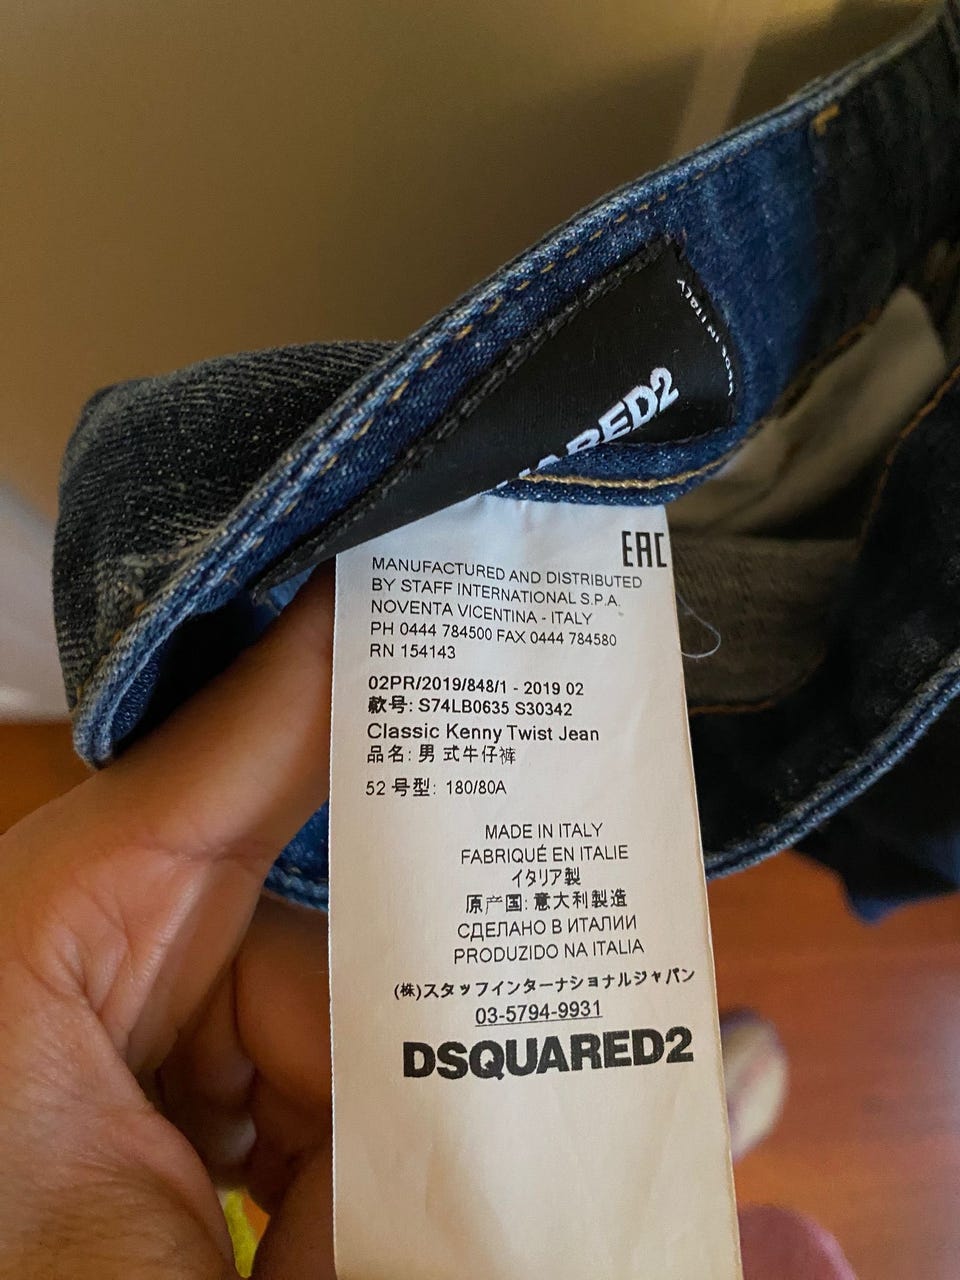 MADE IN ITALY
ARED2
EAC
MANUFACTURED AND DISTRIBUTED
BY STAFF INTERNATIONAL S.P.A.
NOVENTA VICENTINA - ITALY
PH 0444 784500 FAX 0444 784580
RN 154143
02PR/2019/848/1 - 2019 02
款号: S74LB0635 S30342
Classic Kenny Twist Jean
品名: 男 式牛仔裤
52 号型: 180/80A
MADE IN ITALY
FABRIQUÉ EN ITALIE
イタリア製
原产国: 意大利製造
СДЕЛАНО В ИТАЛИИ
PRODUZIDO NA ITALIA
(株)スタッフインターナショナルジャパン
03-5794-9931
DSQUARED2